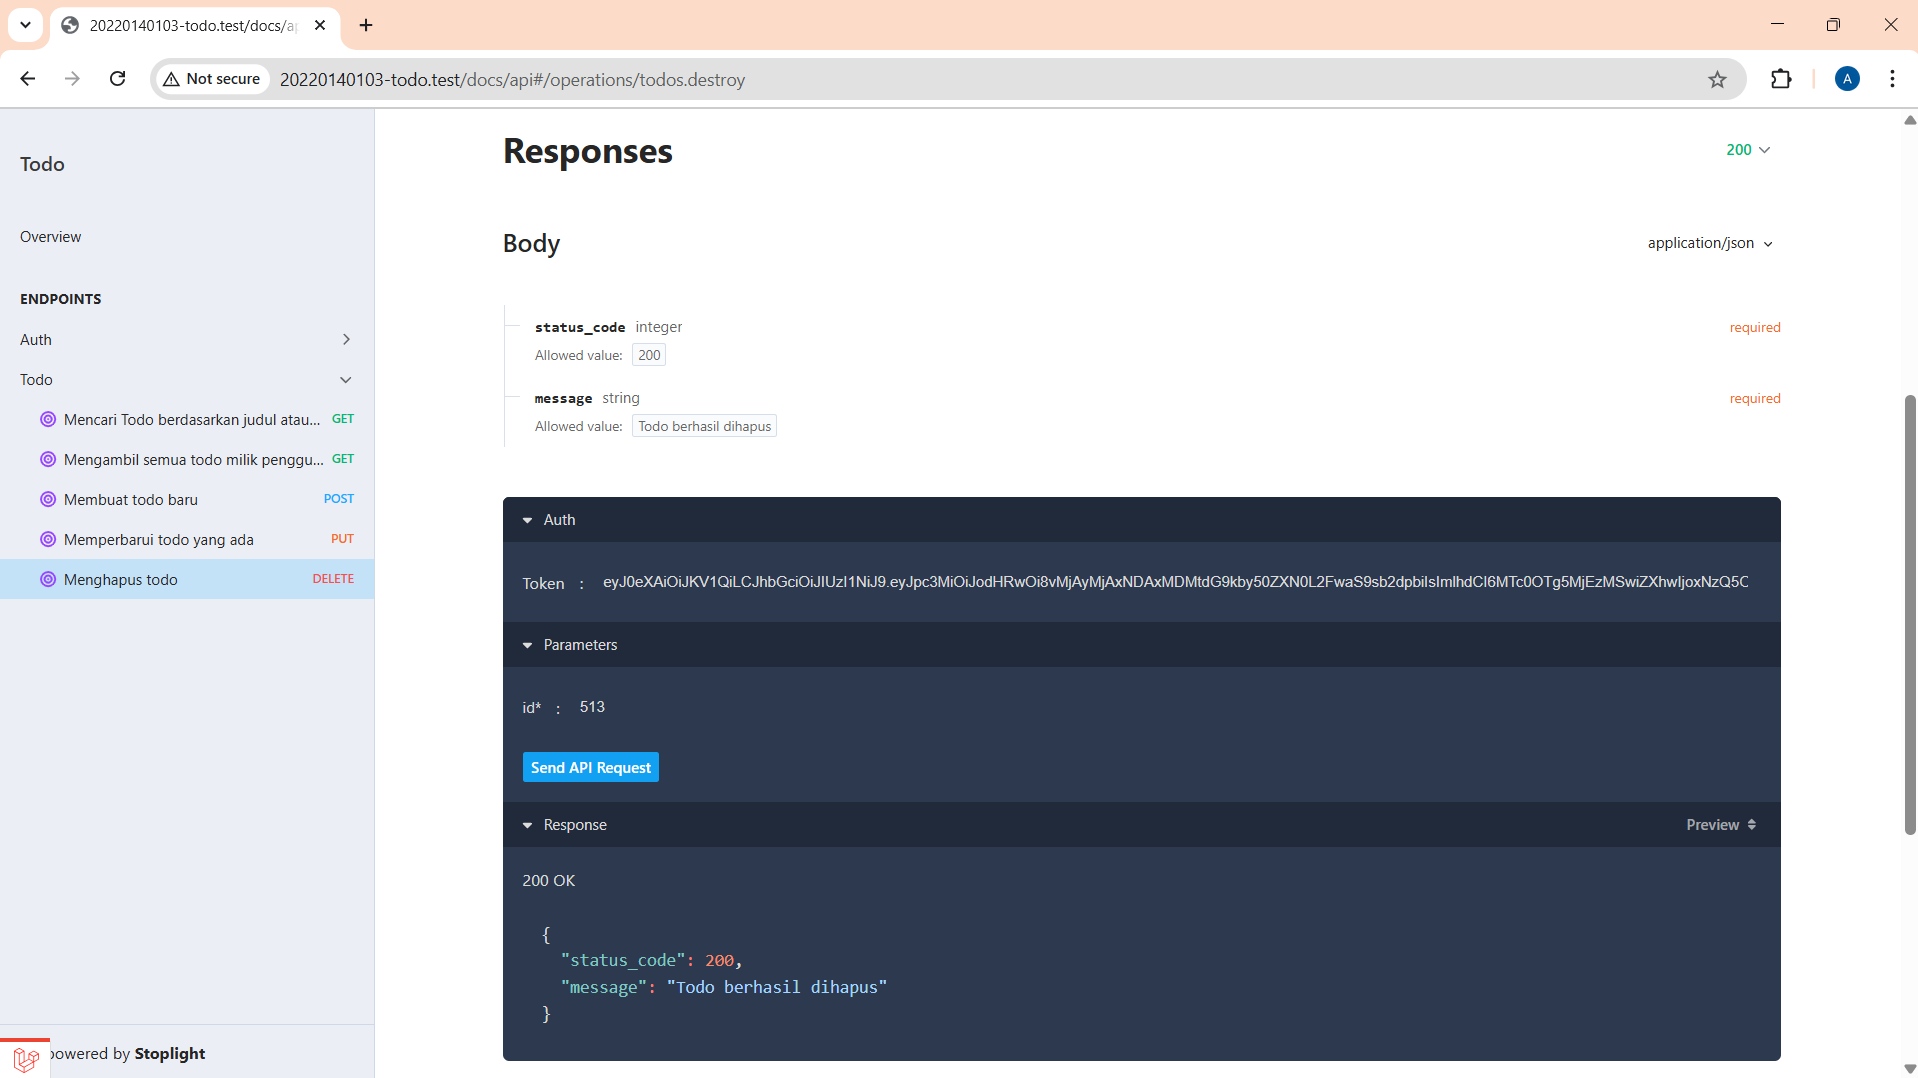 20220140103-todo.test/docs/a
Not secure
20220140103-todo.test/docs/api#/operations/todos.destroy
A
Todo
Overview
ENDPOINTS
Auth
Todo
Mencari Todo berdasarkan judul atau... GET
Mengambil semua todo milik penggu... GET
Membuat todo baru POST
Memperbarui todo yang ada PUT
Menghapus todo DELETE
powered by Stoplight
Responses
200
Body
application/json
status_code integer required
Allowed value: 200
message string required
Allowed value: Todo berhasil dihapus
Auth
Token : eyJ0eXAiOiJKV1QiLCJhbGciOiJIUzI1NiJ9.eyJpc3MiOiJodHRwOi8vMjAyMjAxNDAxMDMtdG9kby50ZXN0L2FwaS9sb2dpbiIsImlhdCI6MTc0OTg5MjEzMSwiZXhwIjoxNzQ5O
Parameters
id* : 513
Send API Request
Response Preview
200 OK
{
"status_code": 200,
"message": "Todo berhasil dihapus"
}